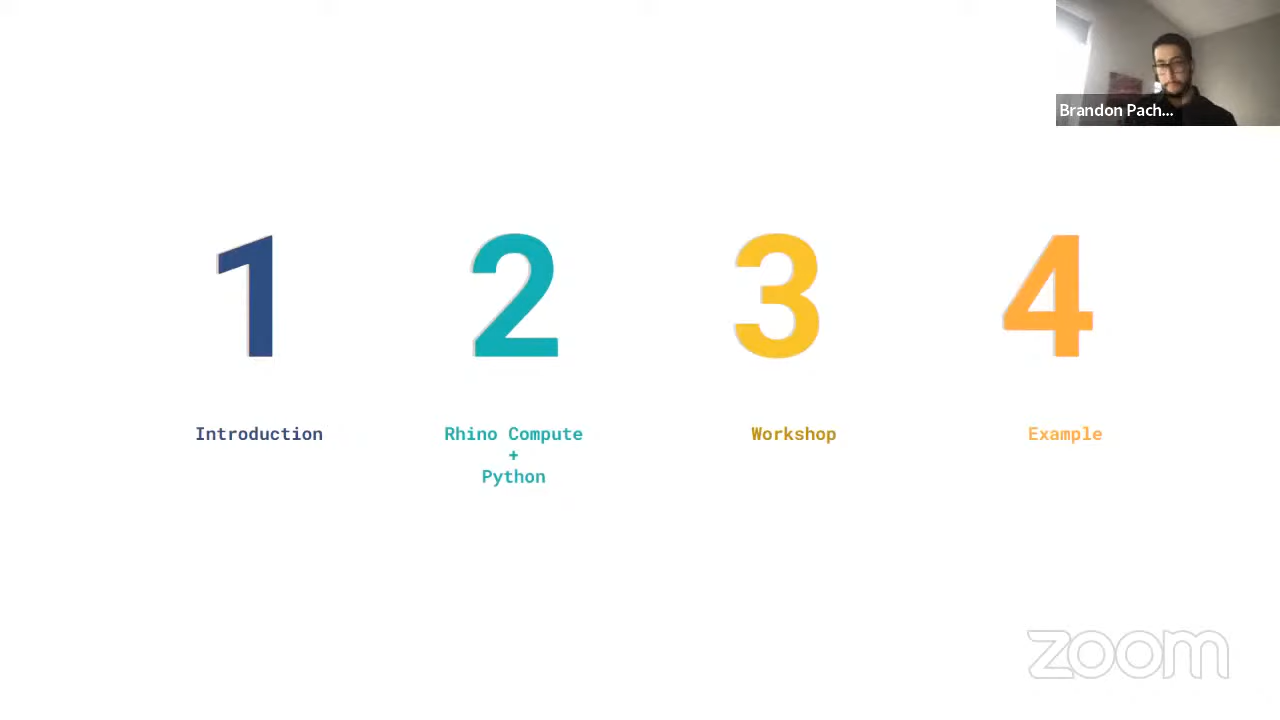 Brandon Pach...
1
2
3
4
Introduction
Rhino Compute
+
Python
Workshop
Example
zoom